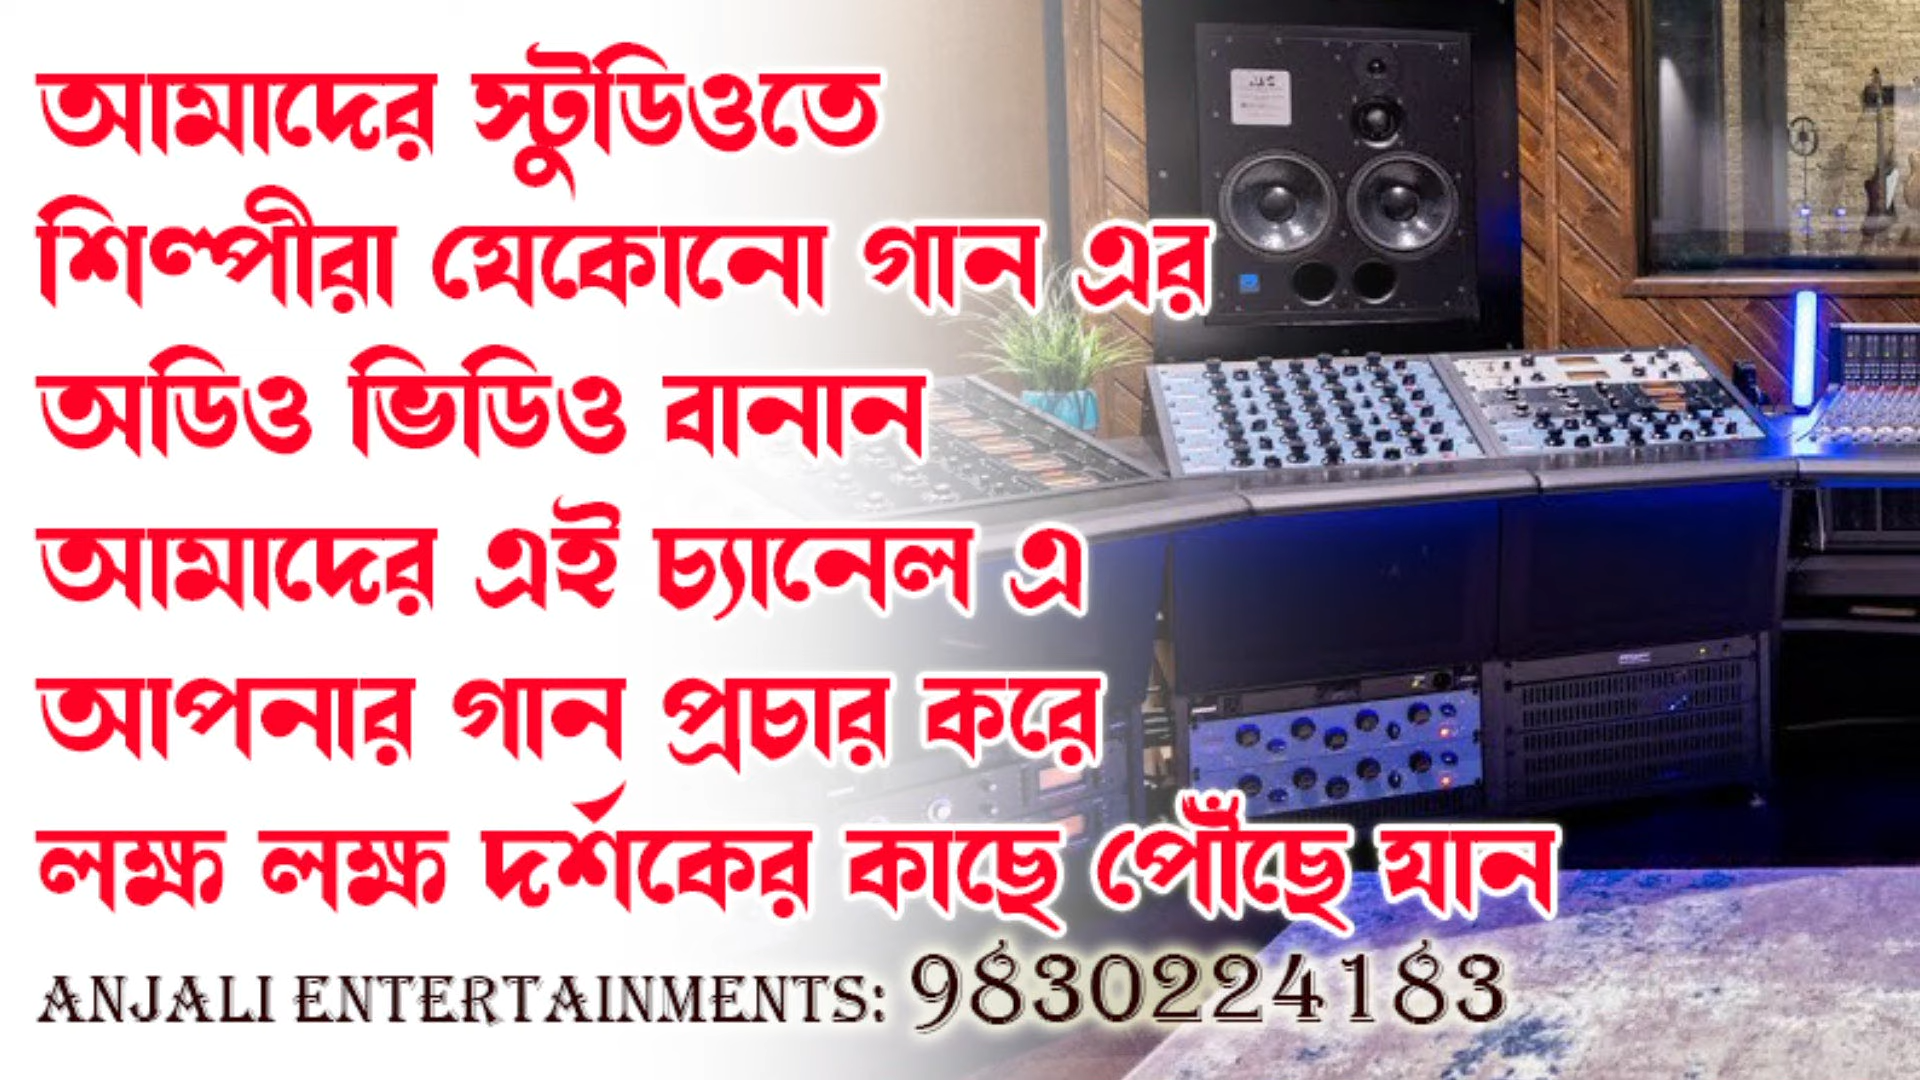 আমাদের স্টুডিওতে
শিল্পীরা যেকোনো গান এর
অডিও ভিডিও বানান
আমাদের এই চ্যানেল এ
আপনার গান প্রচার করে
লক্ষ লক্ষ দর্শকের কাছে পৌঁছে যান
ANJALI ENTERTAINMENTS: 9830224183